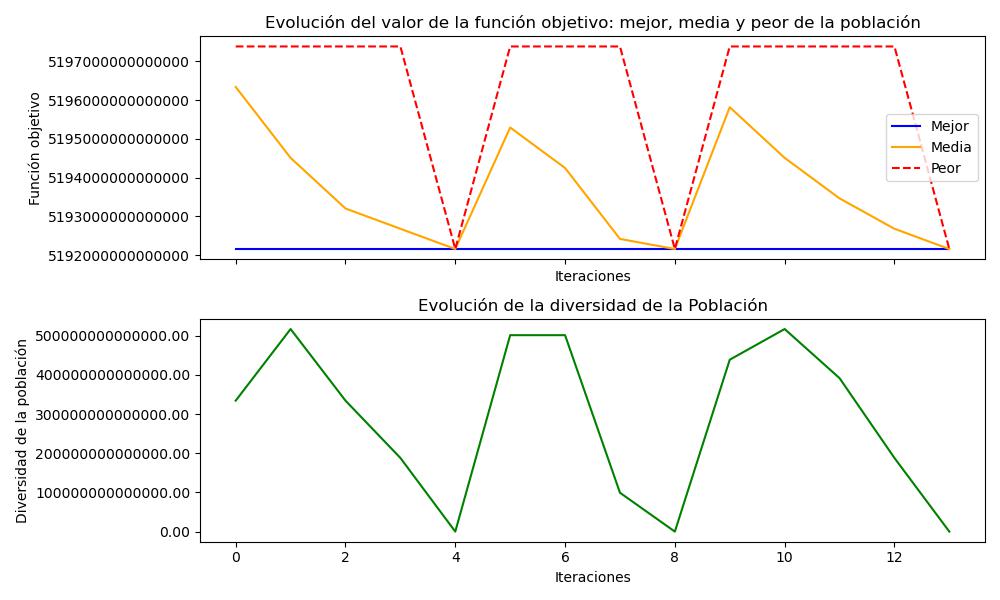 Evolución del valor de la función objetivo: mejor, media y peor de la población
Función objetivo
5197000000000000
5196000000000000
5195000000000000
5194000000000000
5193000000000000
5192000000000000
Mejor
Media
Peor
Iteraciones
Evolución de la diversidad de la Población
Diversidad de la población
500000000000000.00
400000000000000.00
300000000000000.00
200000000000000.00
100000000000000.00
0.00
0 2 4 6 8 10 12
Iteraciones